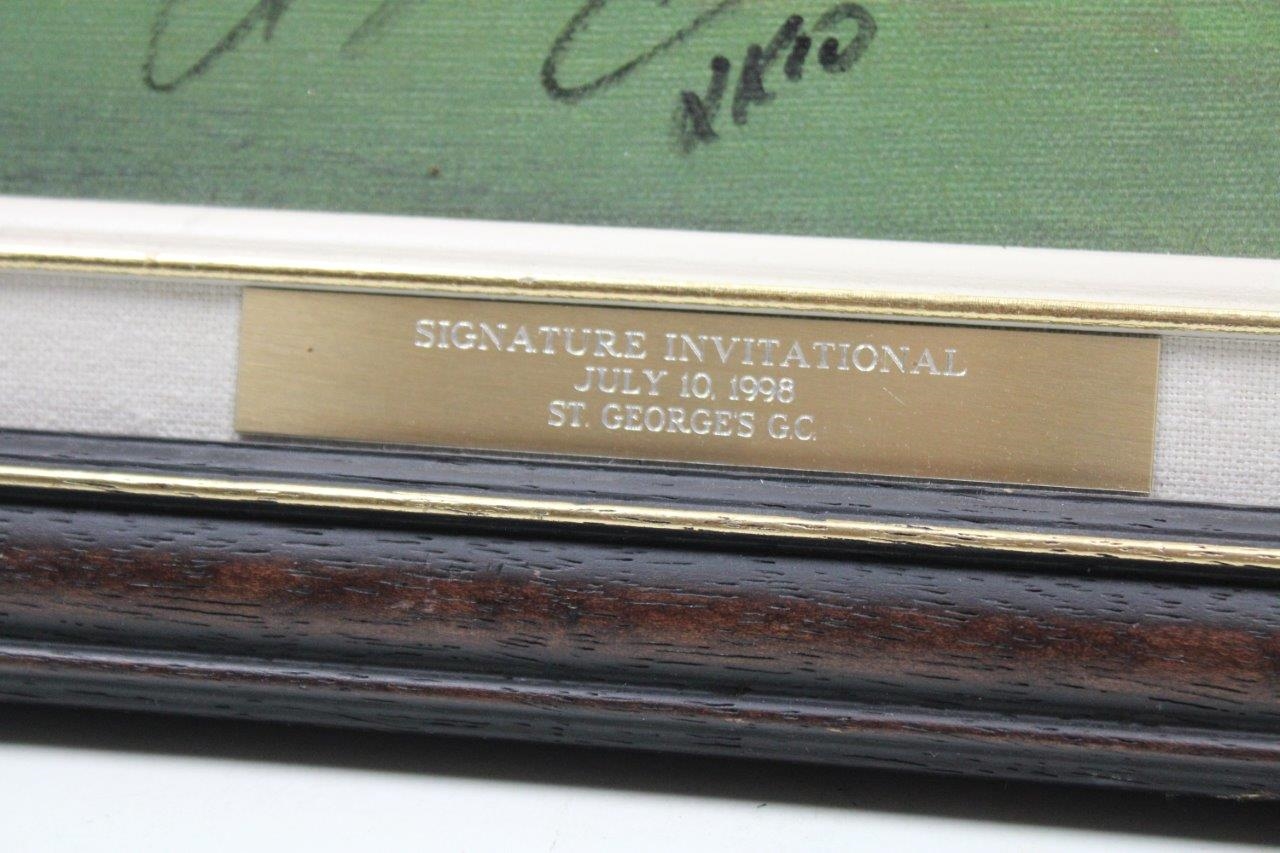 SIGNATURE INVITATIONAL
JULY 10, 1998
ST. GEORGE'S G.C.